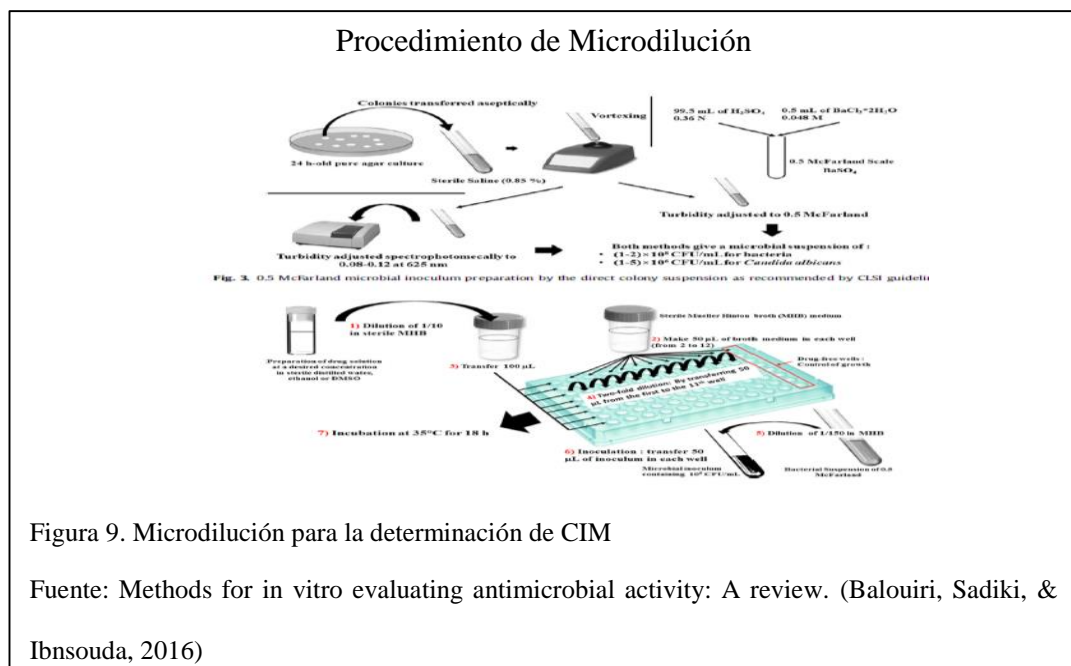 Procedimiento de Microdilución
Colonies transferred aseptically
24 h-old pure agar culture
Sterile Saline (0.85 %)
Vortexing
99.5 mL of H₂SO₄
0.36 N
0.5 mL of BaCl₂*2H₂O
0.048 M
0.5 McFarland Scale
BaSO₄
Turbidity adjusted spectrophotomecally to
0.08-0.12 at 625 nm
Turbidity adjusted to 0.5 McFarland
Both methods give a microbial suspension of :
• (1-2)×10⁸ CFU/mL for bacteria
• (1-5)×10⁶ CFU/mL for Candida albicans
Fig. 3. 0.5 McFarland microbial inoculum preparation by the direct colony suspension as recommended by CLSI guidelin
1) Dilution of 1/10
in sterile MHB
Preparation of drug solution
at a desired concentration
in sterile distilled water,
ethanol or DMSO
3) Transfer 100 µL
Sterile Mueller Hinton broth (MHB) medium
2) Make 50 µL of broth medium in each well
(from 2 to 12)
Drug-free wells :
Control of growth
4) Two-fold dilution: By transferring 50
µL from the first to the 11ᵗʰ well
7) Incubation at 35°C for 18 h
5) Dilution of 1/150 in MHB
6) Inoculation : transfer 50
µL of inoculum in each well
Microbial inoculum
containing 10⁶ CFU/mL
Bacterial Suspension of 0.5
McFarland
Figura 9. Microdilución para la determinación de CIM
Fuente: Methods for in vitro evaluating antimicrobial activity: A review. (Balouiri, Sadiki, &
Ibnsouda, 2016)